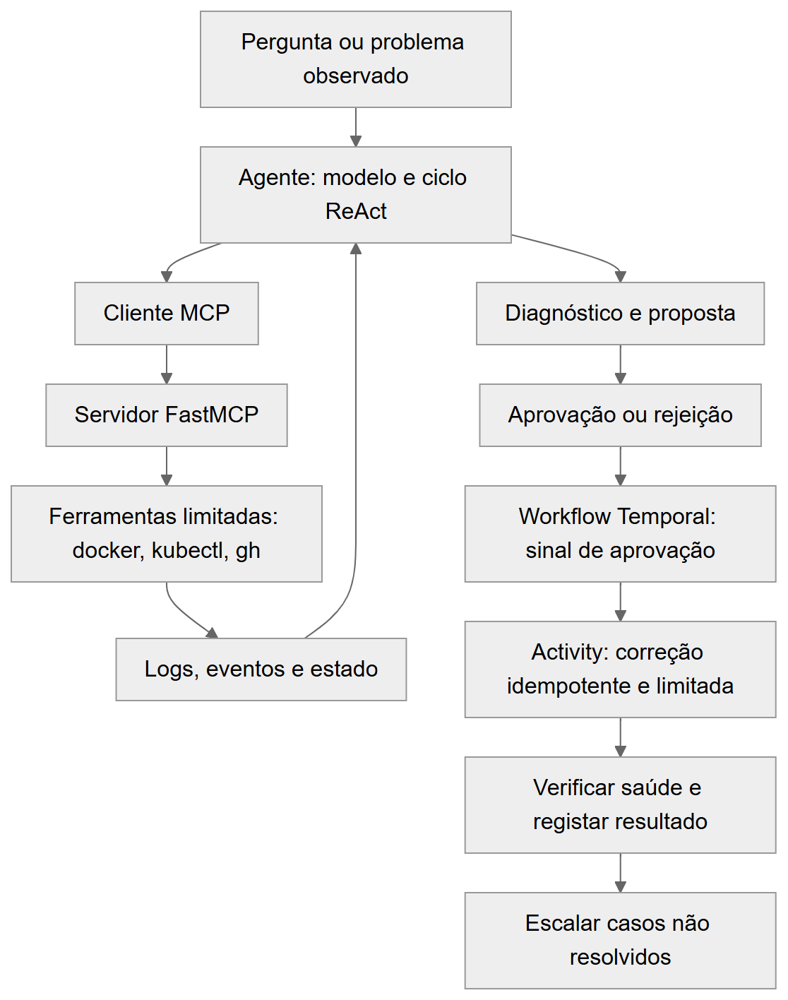 Pergunta ou problema
observado
Agente: modelo e ciclo
ReAct
Cliente MCP
Diagnóstico e proposta
Servidor FastMCP
Aprovação ou rejeição
Ferramentas limitadas:
docker, kubectl, gh
Workflow Temporal:
sinal de aprovação
Logs, eventos e estado
Activity: correção
idempotente e limitada
Verificar saúde e
registar resultado
Escalar casos não
resolvidos